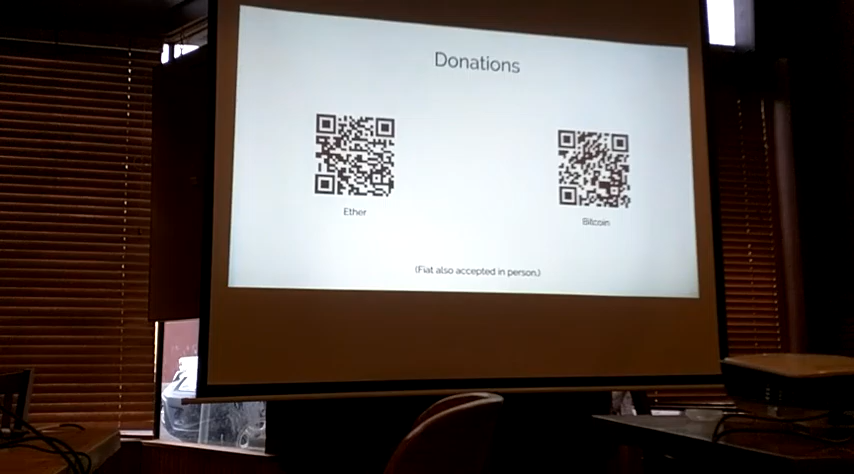 Donations
Ether
Bitcoin
(Fiat also accepted in person.)